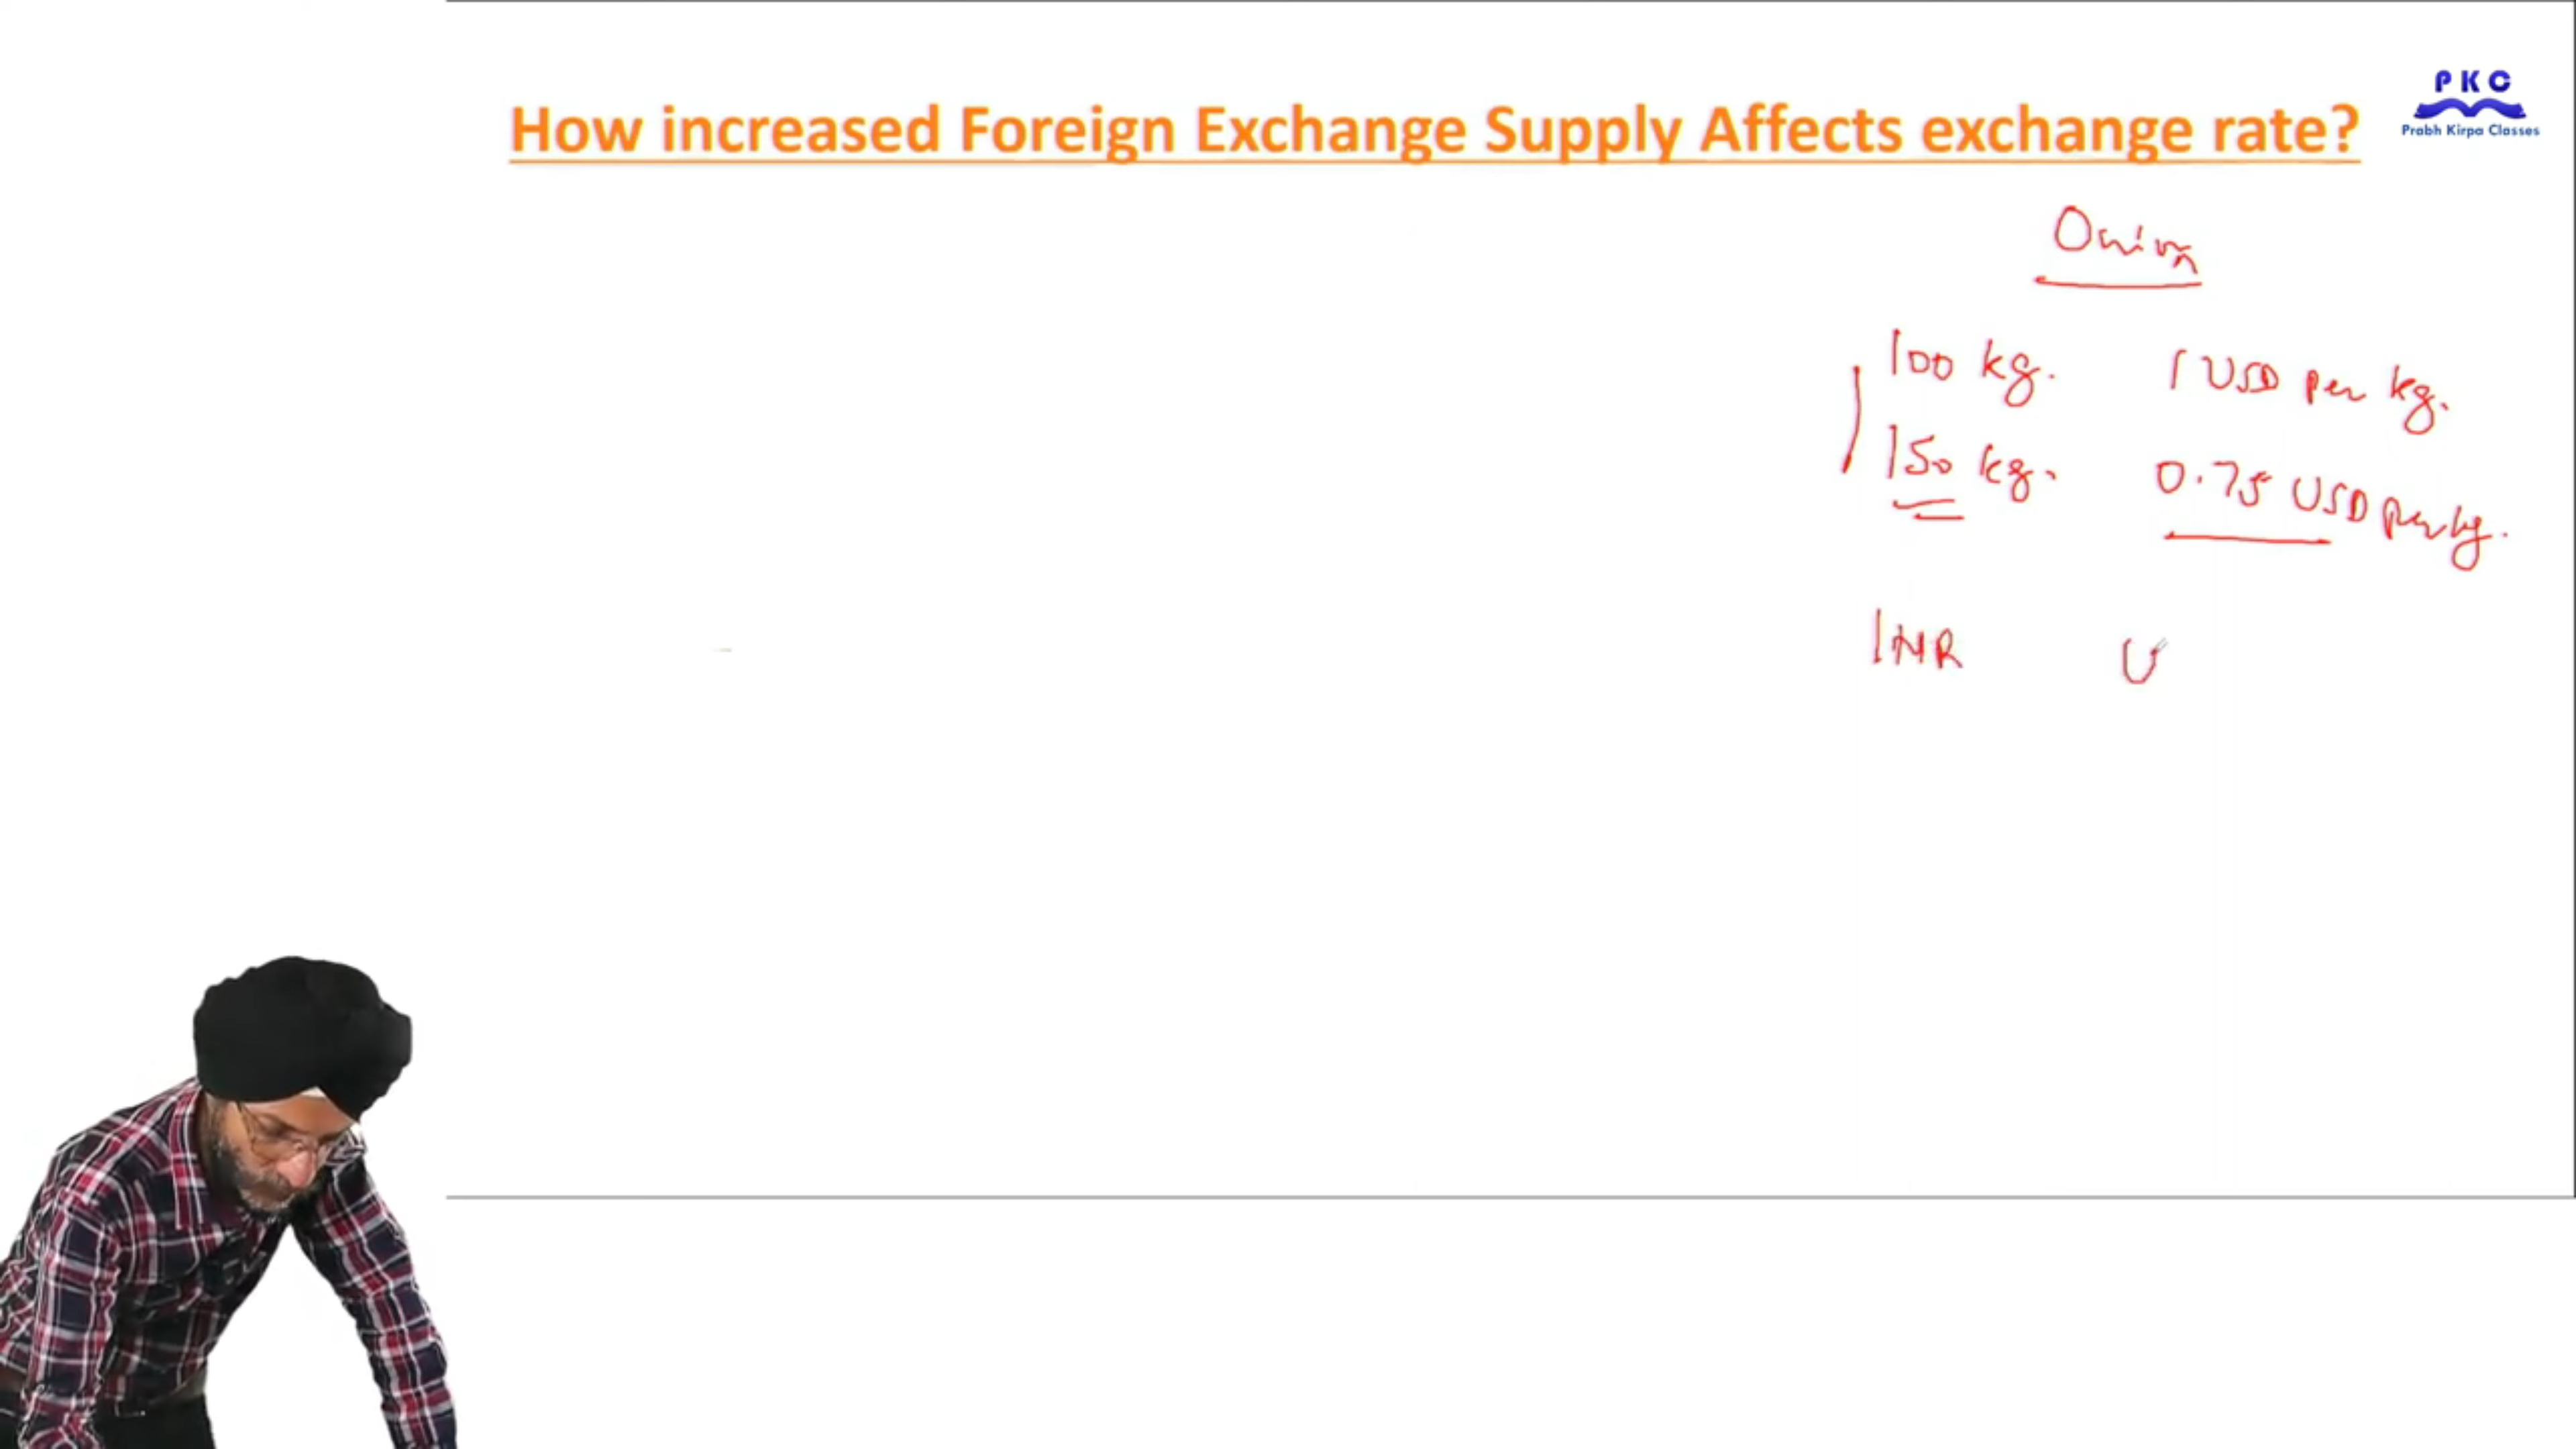 How increased Foreign Exchange Supply Affects exchange rate?
PKC
Prabh Kirpa Classes
Onion
100 kg. 1 USD per kg.
150 kg. 0.75 USD per kg.
INR U